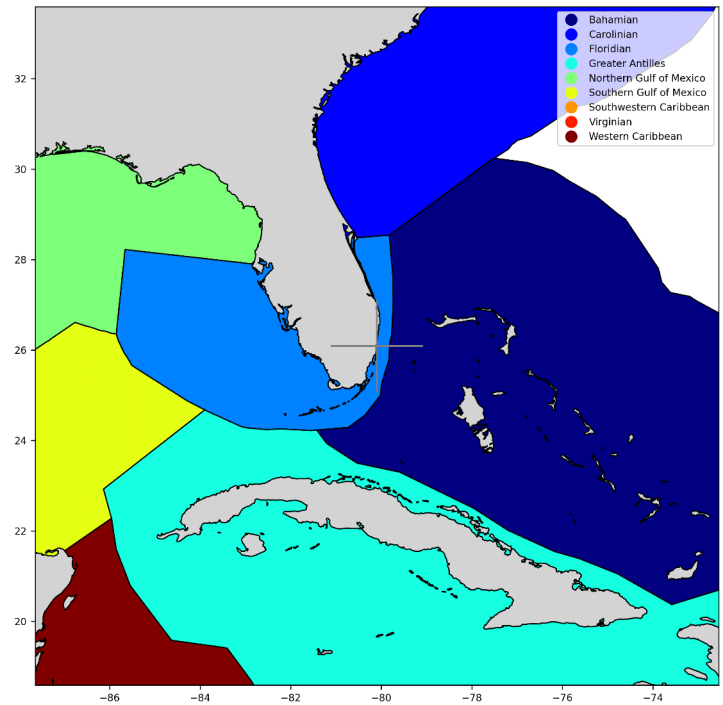 Bahamian
Carolinian
Floridian
Greater Antilles
Northern Gulf of Mexico
Southern Gulf of Mexico
Southwestern Caribbean
Virginian
Western Caribbean
32
30
28
26
24
22
20
−86
−84
−82
−80
−78
−76
−74